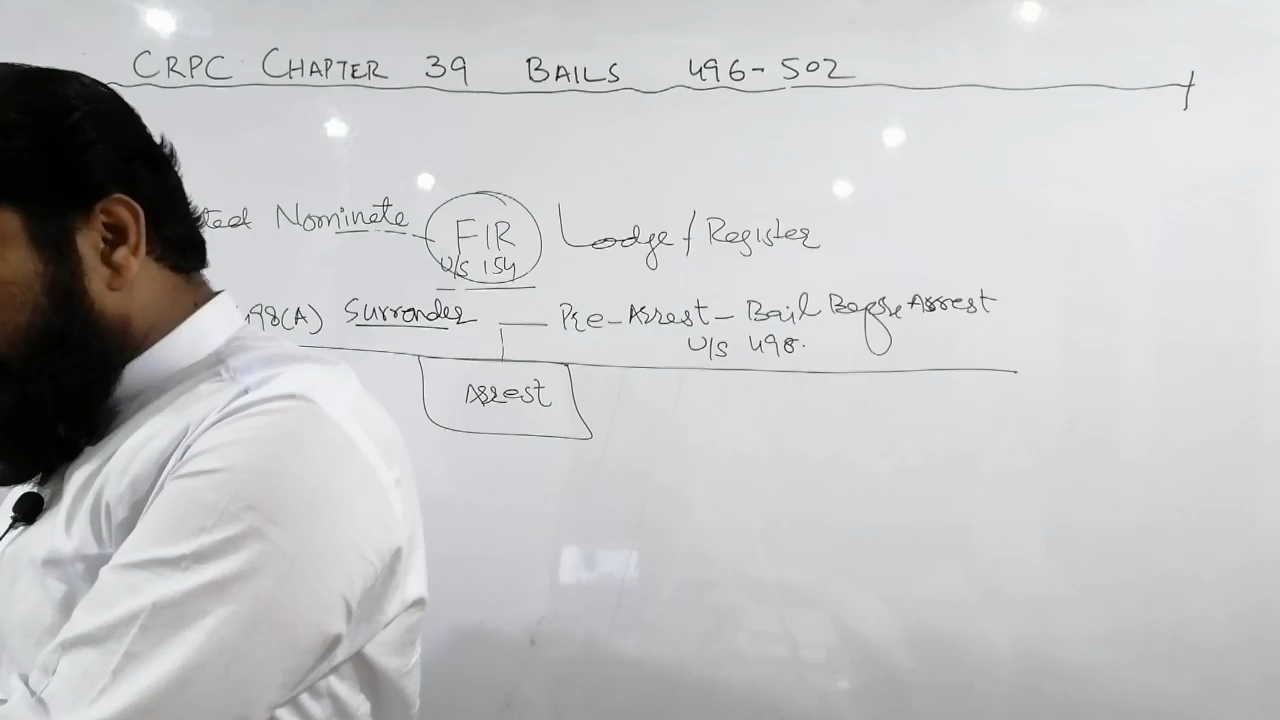 CRPC CHAPTER 39 BAILS 496-502
ted Nominate - FIR Lodge / Register
U/s 154
498(A) Surrender — Pre-Arrest - Bail Before Arrest
U/s 498.
Arrest